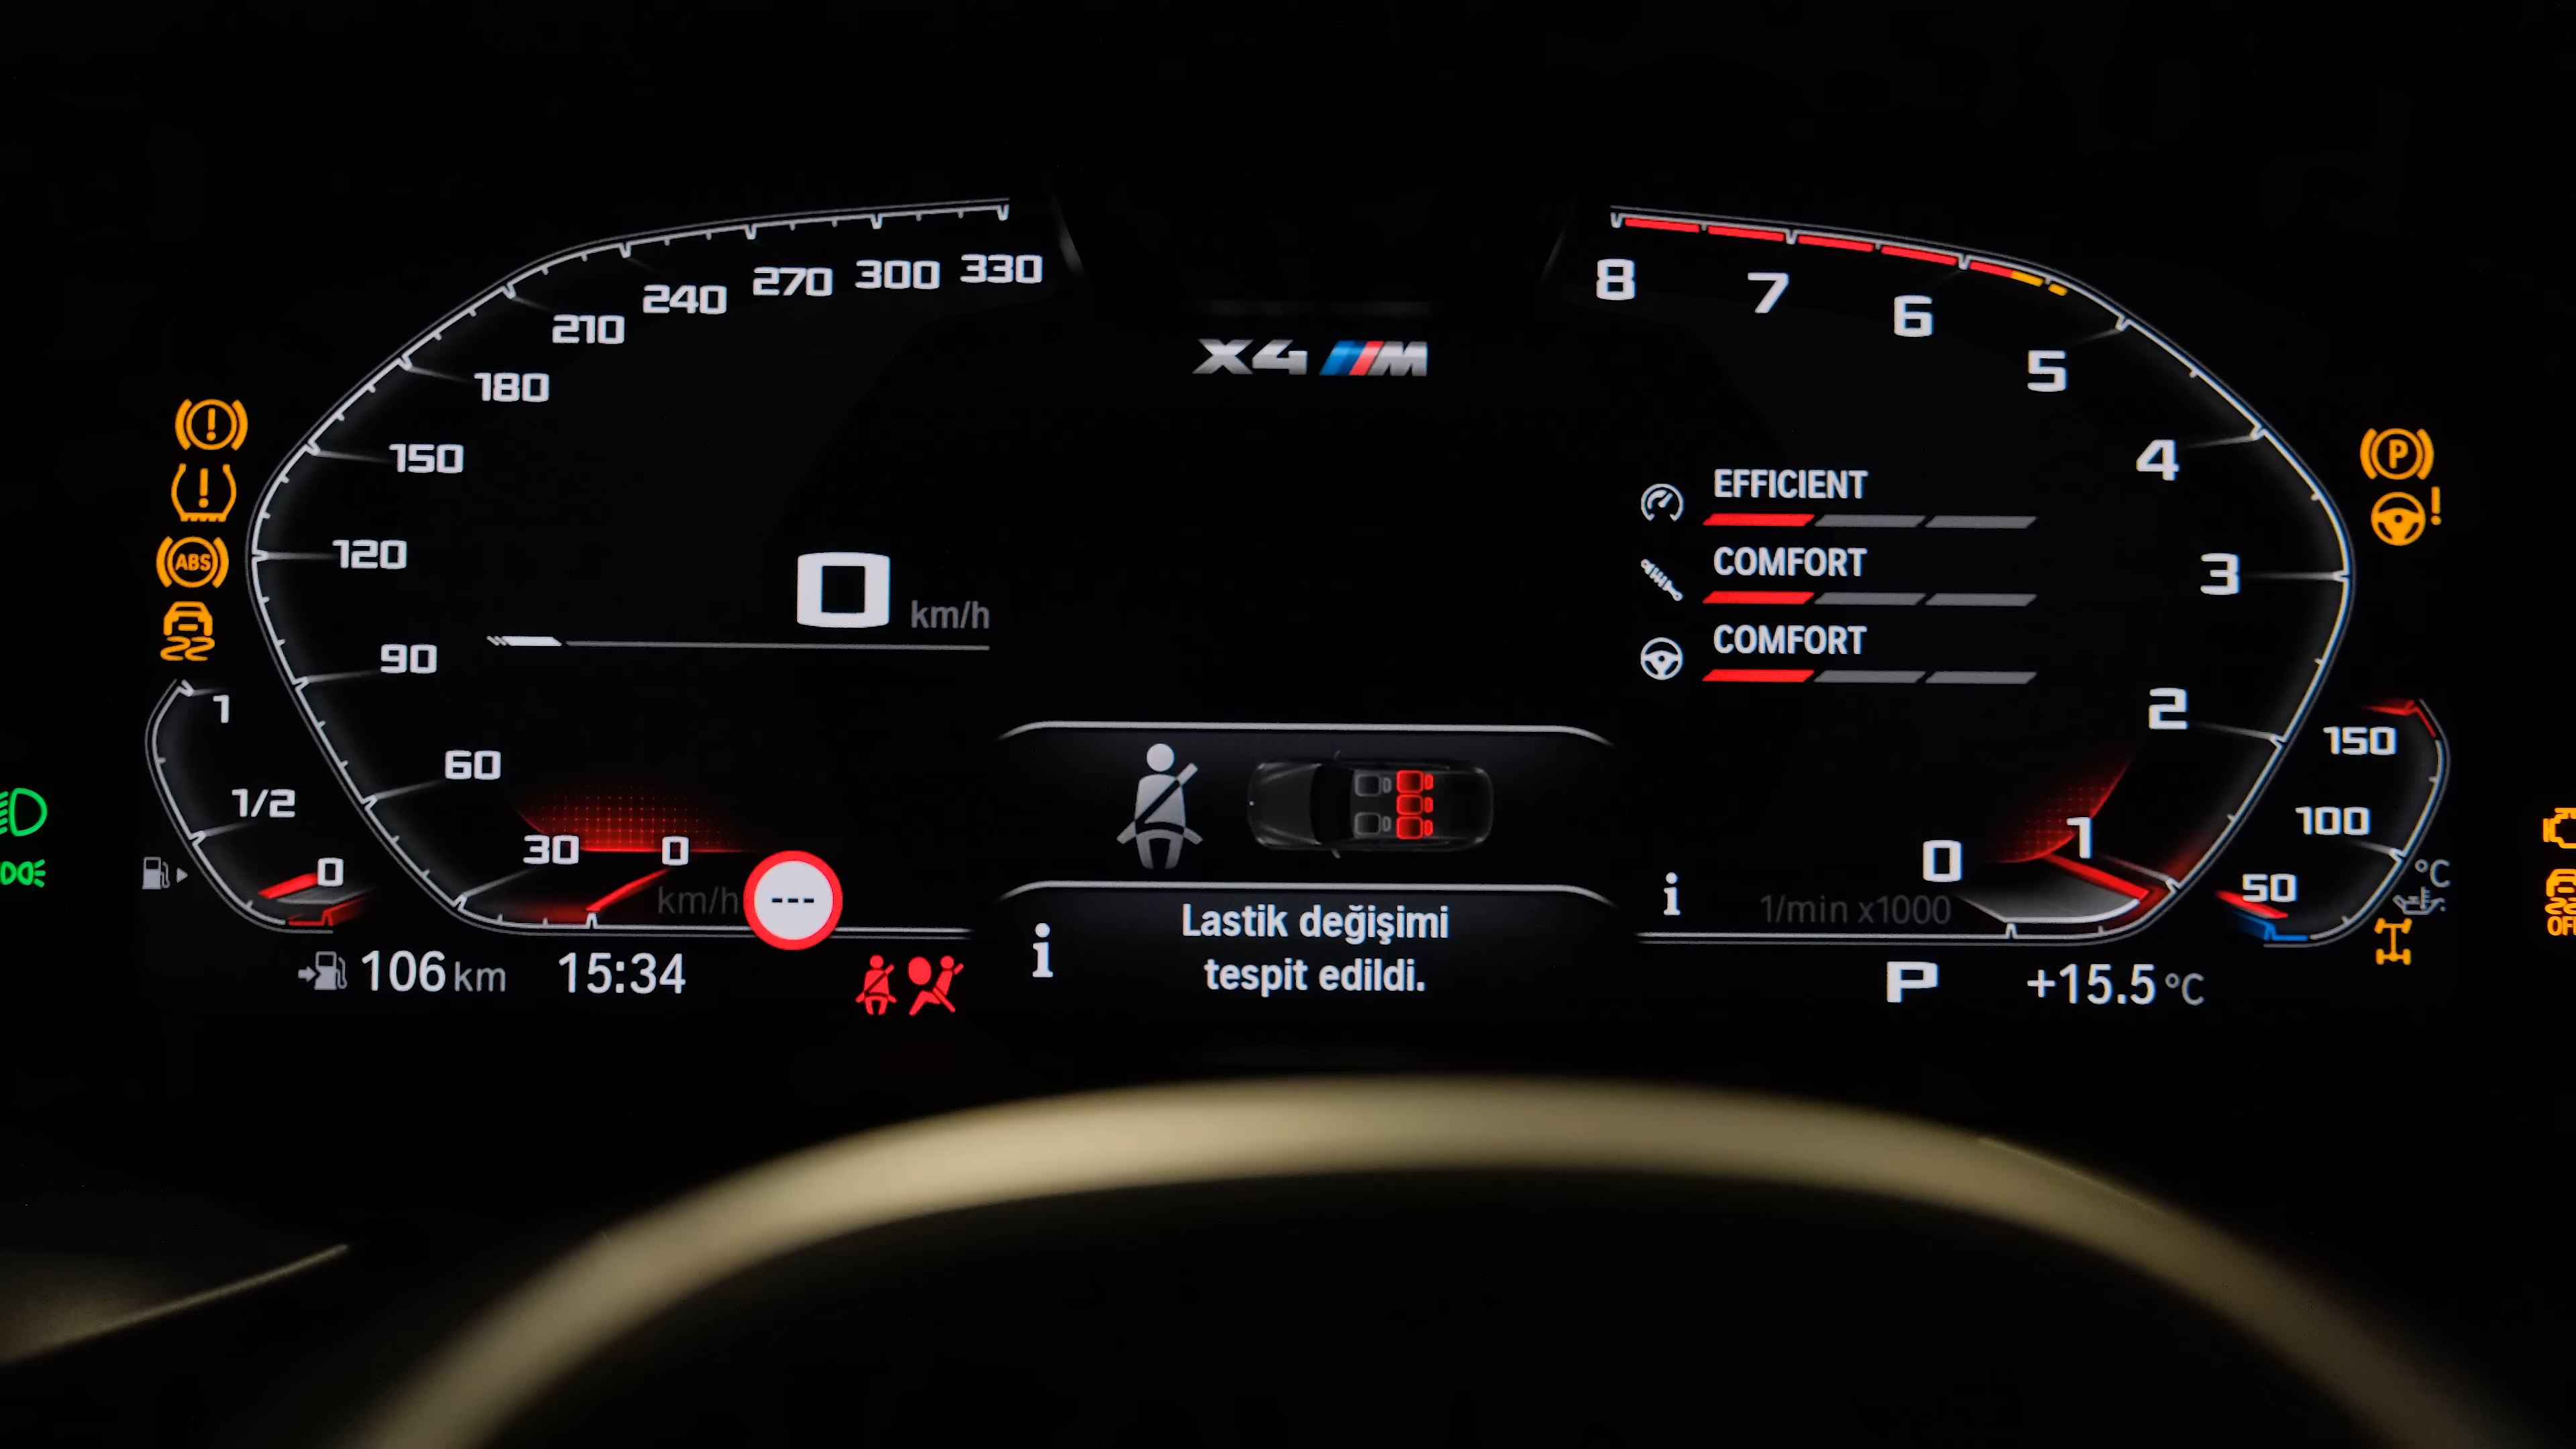 330
300
270
240
210
180
150
120
90
60
30
0
km/h
0 km/h
X4 M
8
7
6
5
4
3
2
1
0
1/min x1000
EFFICIENT
COMFORT
COMFORT
ABS
1
1/2
0
P
150
100
50
°C
OFF
---
106 km
15:34
Lastik değişimi
tespit edildi.
P
+15.5 °C